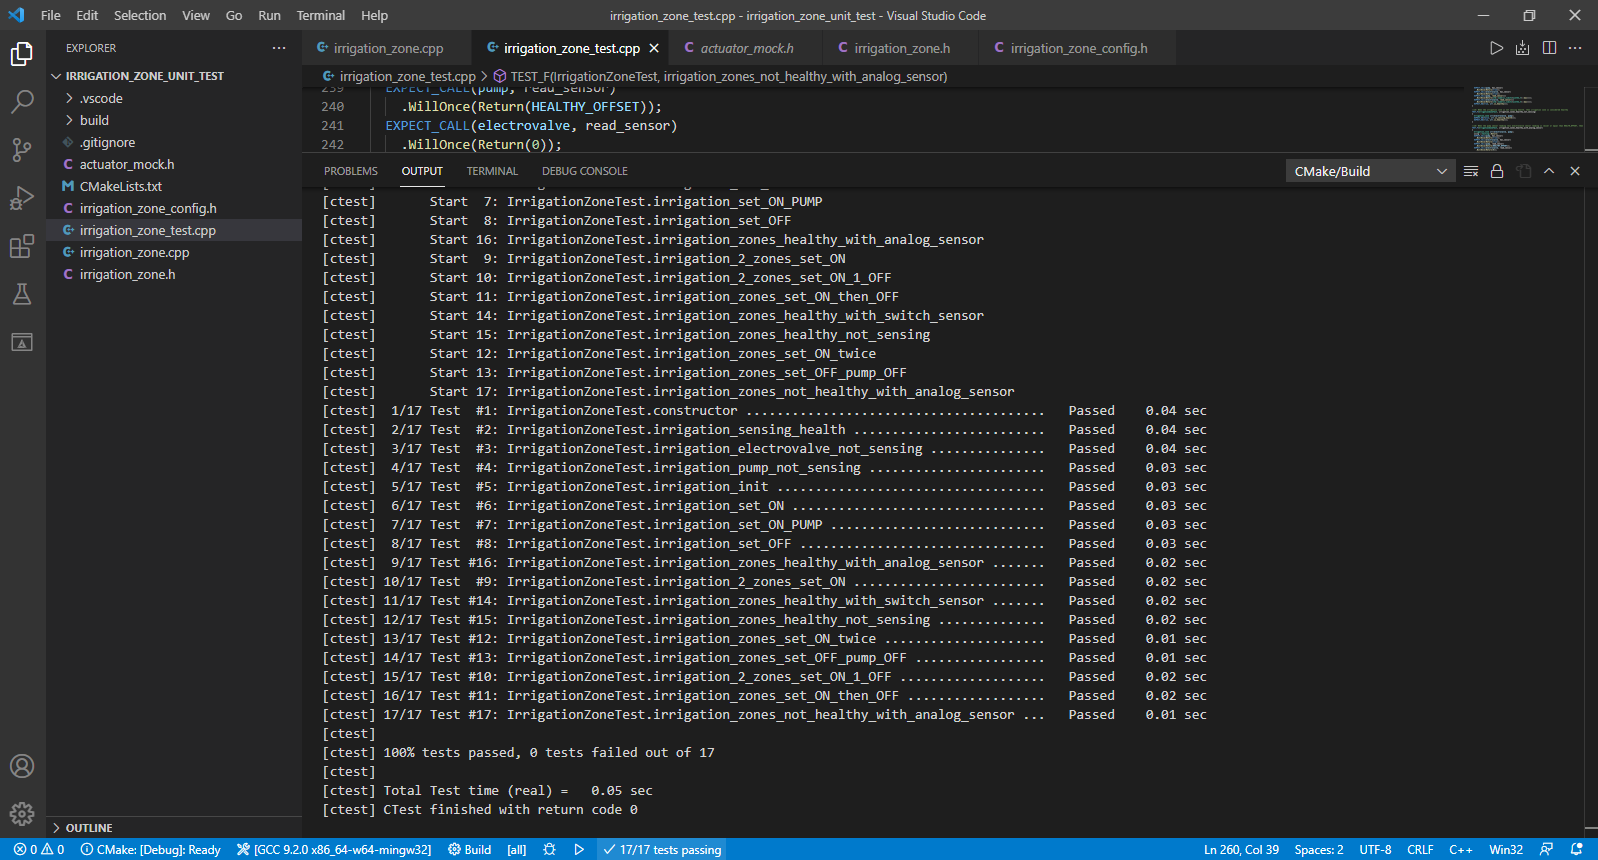 File Edit Selection View Go Run Terminal Help irrigation_zone_test.cpp - irrigation_zone_unit_test - Visual Studio Code
EXPLORER
IRRIGATION_ZONE_UNIT_TEST
.vscode
build
.gitignore
C actuator_mock.h
M CMakeLists.txt
C irrigation_zone_config.h
irrigation_zone_test.cpp
irrigation_zone.cpp
C irrigation_zone.h
OUTLINE
irrigation_zone.cpp irrigation_zone_test.cpp C actuator_mock.h C irrigation_zone.h C irrigation_zone_config.h
irrigation_zone_test.cpp > TEST_F(IrrigationZoneTest, irrigation_zones_not_healthy_with_analog_sensor)
239 EXPECT_CALL(pump, read_sensor)
240 .WillOnce(Return(HEALTHY_OFFSET));
241 EXPECT_CALL(electrovalve, read_sensor)
242 .WillOnce(Return(0));
PROBLEMS OUTPUT TERMINAL DEBUG CONSOLE CMake/Build
[ctest] Start 7: IrrigationZoneTest.irrigation_set_ON_PUMP
[ctest] Start 8: IrrigationZoneTest.irrigation_set_OFF
[ctest] Start 16: IrrigationZoneTest.irrigation_zones_healthy_with_analog_sensor
[ctest] Start 9: IrrigationZoneTest.irrigation_2_zones_set_ON
[ctest] Start 10: IrrigationZoneTest.irrigation_2_zones_set_ON_1_OFF
[ctest] Start 11: IrrigationZoneTest.irrigation_zones_set_ON_then_OFF
[ctest] Start 14: IrrigationZoneTest.irrigation_zones_healthy_with_switch_sensor
[ctest] Start 15: IrrigationZoneTest.irrigation_zones_healthy_not_sensing
[ctest] Start 12: IrrigationZoneTest.irrigation_zones_set_ON_twice
[ctest] Start 13: IrrigationZoneTest.irrigation_zones_set_OFF_pump_OFF
[ctest] Start 17: IrrigationZoneTest.irrigation_zones_not_healthy_with_analog_sensor
[ctest] 1/17 Test #1: IrrigationZoneTest.constructor ....................................... Passed 0.04 sec
[ctest] 2/17 Test #2: IrrigationZoneTest.irrigation_sensing_health ......................... Passed 0.04 sec
[ctest] 3/17 Test #3: IrrigationZoneTest.irrigation_electrovalve_not_sensing ............... Passed 0.04 sec
[ctest] 4/17 Test #4: IrrigationZoneTest.irrigation_pump_not_sensing ....................... Passed 0.03 sec
[ctest] 5/17 Test #5: IrrigationZoneTest.irrigation_init ................................... Passed 0.03 sec
[ctest] 6/17 Test #6: IrrigationZoneTest.irrigation_set_ON ................................. Passed 0.03 sec
[ctest] 7/17 Test #7: IrrigationZoneTest.irrigation_set_ON_PUMP ............................ Passed 0.03 sec
[ctest] 8/17 Test #8: IrrigationZoneTest.irrigation_set_OFF ................................ Passed 0.03 sec
[ctest] 9/17 Test #16: IrrigationZoneTest.irrigation_zones_healthy_with_analog_sensor ....... Passed 0.02 sec
[ctest] 10/17 Test #9: IrrigationZoneTest.irrigation_2_zones_set_ON ......................... Passed 0.02 sec
[ctest] 11/17 Test #14: IrrigationZoneTest.irrigation_zones_healthy_with_switch_sensor ....... Passed 0.02 sec
[ctest] 12/17 Test #15: IrrigationZoneTest.irrigation_zones_healthy_not_sensing .............. Passed 0.02 sec
[ctest] 13/17 Test #12: IrrigationZoneTest.irrigation_zones_set_ON_twice ..................... Passed 0.01 sec
[ctest] 14/17 Test #13: IrrigationZoneTest.irrigation_zones_set_OFF_pump_OFF ................. Passed 0.01 sec
[ctest] 15/17 Test #10: IrrigationZoneTest.irrigation_2_zones_set_ON_1_OFF ................... Passed 0.02 sec
[ctest] 16/17 Test #11: IrrigationZoneTest.irrigation_zones_set_ON_then_OFF .................. Passed 0.02 sec
[ctest] 17/17 Test #17: IrrigationZoneTest.irrigation_zones_not_healthy_with_analog_sensor ... Passed 0.01 sec
[ctest]
[ctest] 100% tests passed, 0 tests failed out of 17
[ctest]
[ctest] Total Test time (real) = 0.05 sec
[ctest] CTest finished with return code 0
0 0 CMake: [Debug]: Ready [GCC 9.2.0 x86_64-w64-mingw32] Build [all] 17/17 tests passing Ln 260, Col 39 Spaces: 2 UTF-8 CRLF C++ Win32